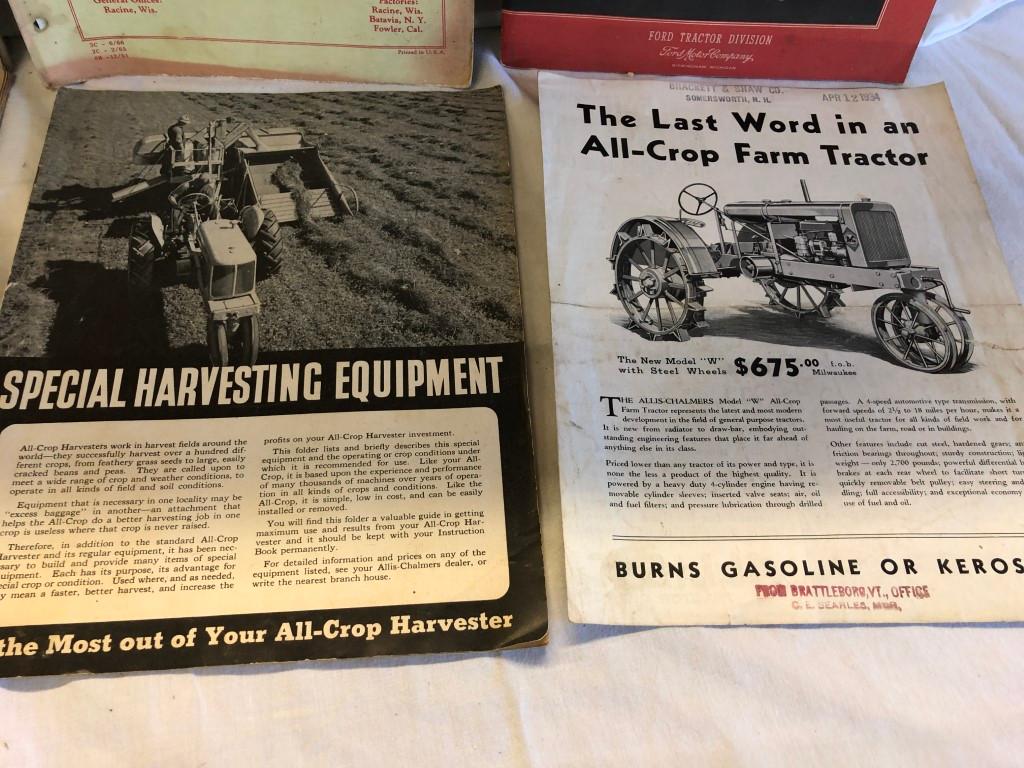 General Offices:
Racine, Wis.
Factories:
Racine, Wis.
Batavia, N. Y.
Fowler, Cal.
2C - 6/66
2C - 2/65
Printed in U.S.A.
FORD TRACTOR DIVISION
Ford Motor Company,
BIRMINGHAM, MICHIGAN
SPECIAL HARVESTING EQUIPMENT
All-Crop Harvesters work in harvest fields around the
world—they successfully harvest over a hundred dif-
ferent crops, from feathery grass seeds to large, easily
cracked beans and peas. They are called upon to
meet a wide range of crop and weather conditions, to
operate in all kinds of field and soil conditions.
Equipment that is necessary in one locality may be
"excess baggage" in another—an attachment that
helps the All-Crop do a better harvesting job in one
crop is useless where that crop is never raised.
Therefore, in addition to the standard All-Crop
Harvester and its regular equipment, it has been nec-
sary to build and provide many items of special
uipment. Each has its purpose, its advantage for
ecial crop or condition. Used where, and as needed,
y mean a faster, better harvest, and increase the
profits on your All-Crop Harvester investment.
This folder lists and briefly describes this special
equipment and the operating or crop conditions under
which it is recommended for use. Like your All-
Crop, it is based upon the experience and performance
of many thousands of machines over years of opera-
tion in all kinds of crops and conditions. Like the
All-Crop, it is simple, low in cost, and can be easily
installed or removed.
You will find this folder a valuable guide in getting
maximum use and results from your All-Crop Har-
vester and it should be kept with your Instruction
Book permanently.
For detailed information and prices on any of the
equipment listed, see your Allis-Chalmers dealer, or
write the nearest branch house.
the Most out of Your All-Crop Harvester
BRACKETT & SHAW CO.
SOMERSWORTH, N. H.
APR 12 1934
The Last Word in an
All-Crop Farm Tractor
The New Model "W"
with Steel Wheels
$675.00
f.o.b.
Milwaukee
THE ALLIS-CHALMERS Model "W" All-Crop
Farm Tractor represents the latest and most modern
development in the field of general purpose tractors.
It is new from radiator to draw-bar, embodying out-
standing engineering features that place it far ahead of
anything else in its class.
Priced lower than any tractor of its power and type, it is
none the less a product of the highest quality. It is
powered by a heavy duty 4-cylinder engine having re-
movable cylinder sleeves; inserted valve seats; air, oil
and fuel filters; and pressure lubrication through drilled
passages. A 4-speed automotive type transmission, with
forward speeds of 2½ to 18 miles per hour, makes it a
most useful tractor for all kinds of field work and for
hauling on the farm, road or in buildings.
Other features include cut steel, hardened gears; an
friction bearings throughout; sturdy construction; lig
weight — only 2,700 pounds; powerful differential
brakes at each rear wheel to facilitate short turn
quickly removable belt pulley; easy steering and
dling; full accessibility; and exceptional economy
use of fuel and oil.
BURNS GASOLINE OR KEROS
FROM BRATTLEBORO, VT., OFFICE
C. E. SEARLES, MGR.